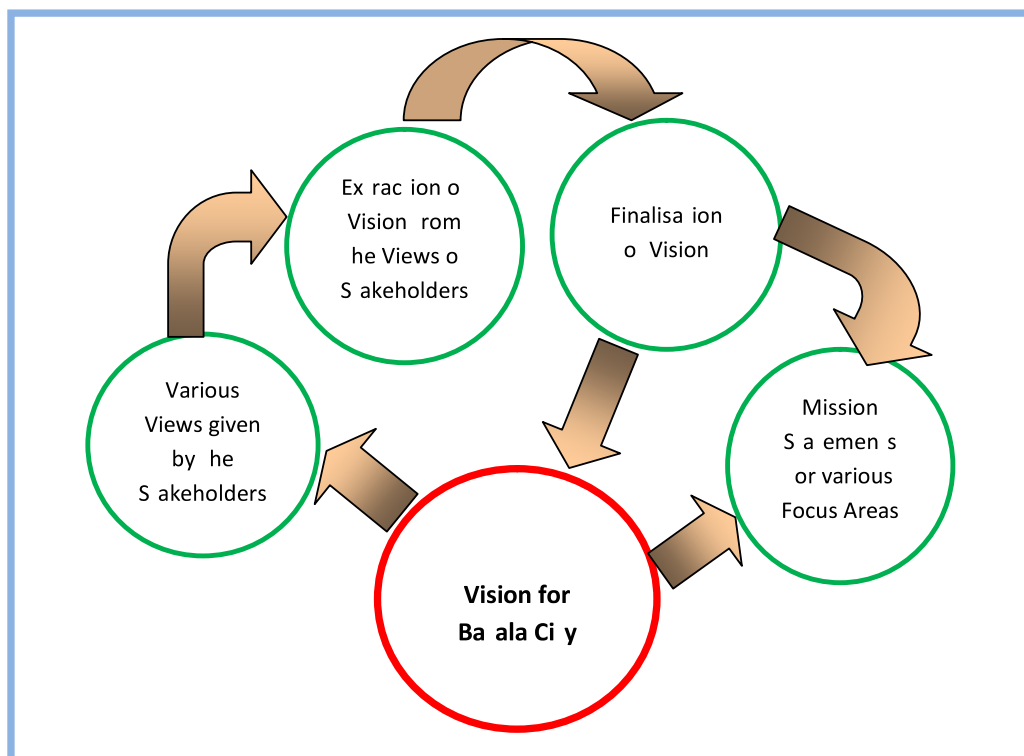 Ex rac ion o
Vision rom
he Views o
S akeholders
Finalisa ion
o Vision
Various
Views given
by he
S akeholders
Mission
S a emen s
or various
Focus Areas
Vision for
Ba ala Ci y